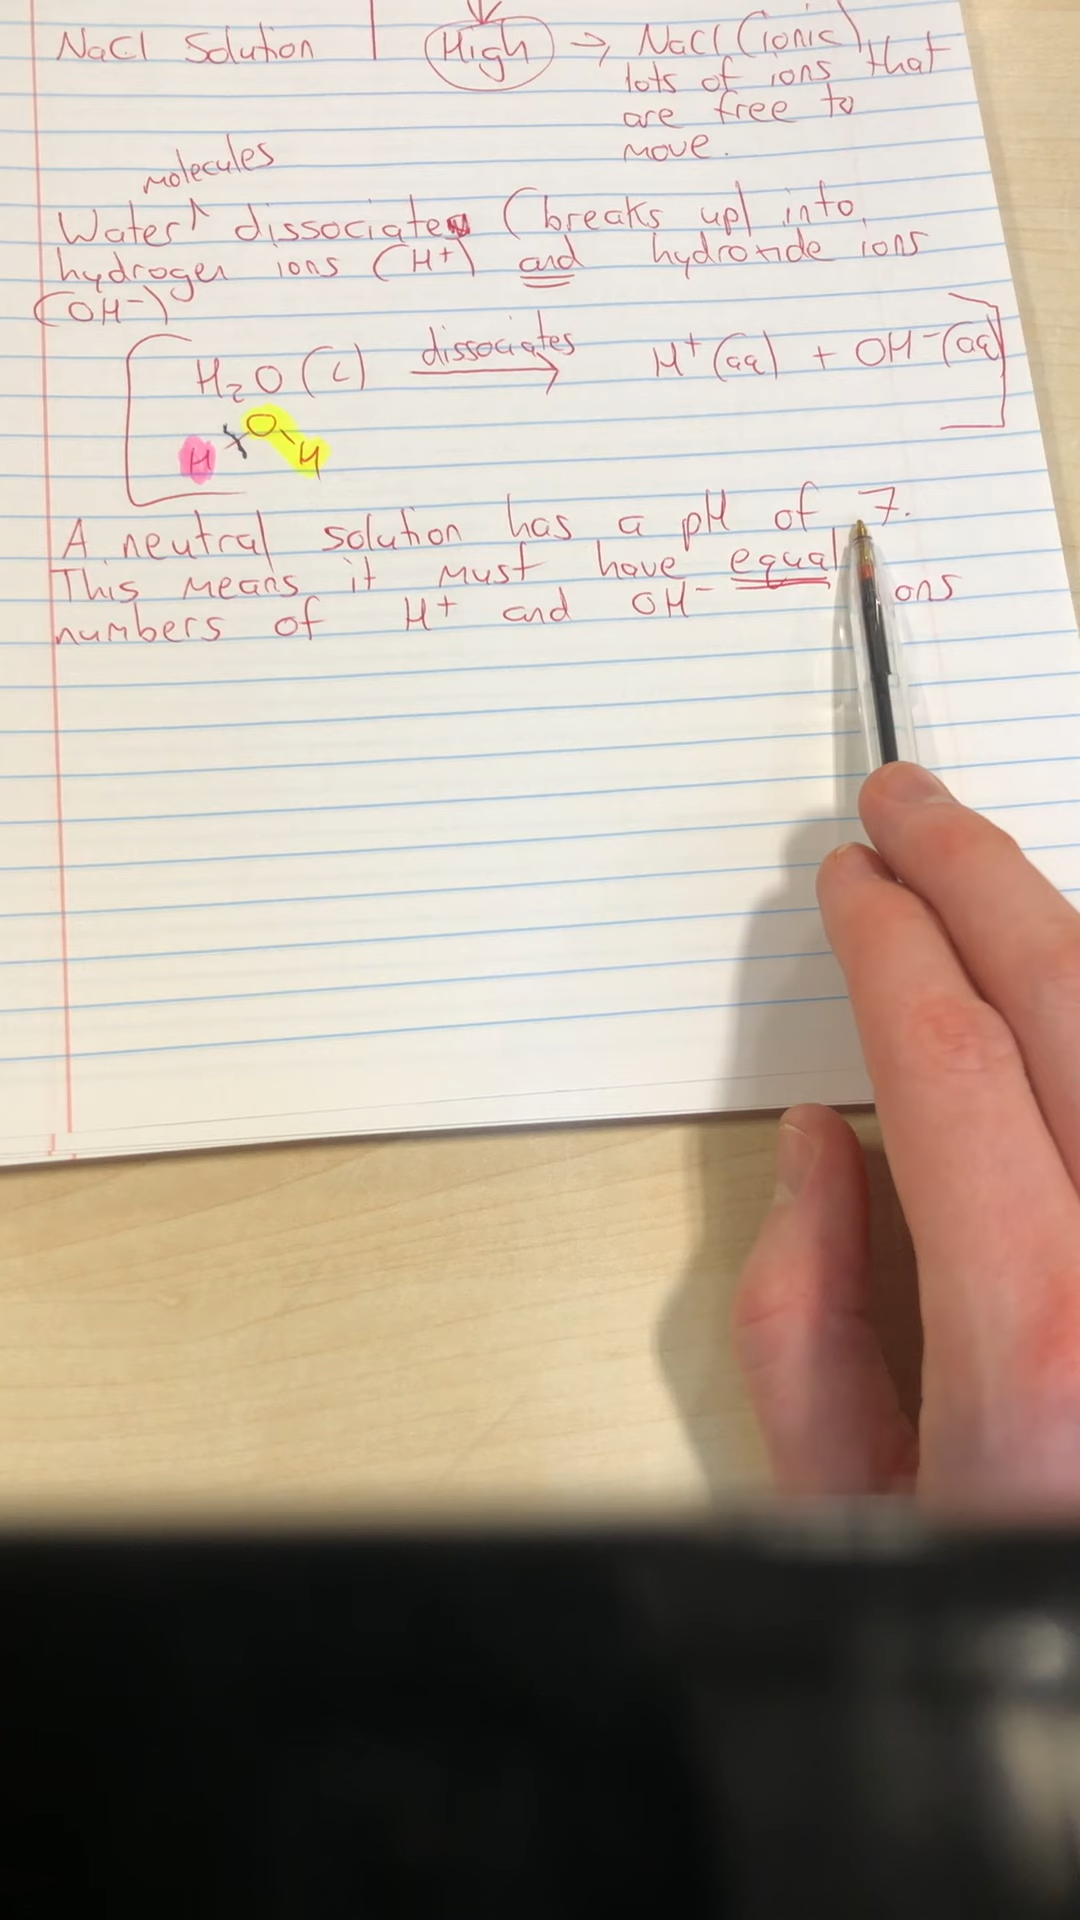 NaCl Solution High → NaCl (ionic)
lots of ions that
are free to
move.
molecules
Water ^ dissociates (breaks up) into
hydrogen ions (H+) and hydroxide ions
(OH-)
H₂O (l) dissociates H⁺(aq) + OH⁻(aq)
H O H
A neutral solution has a pH of 7.
This means it must have equal
numbers of H+ and OH- ons